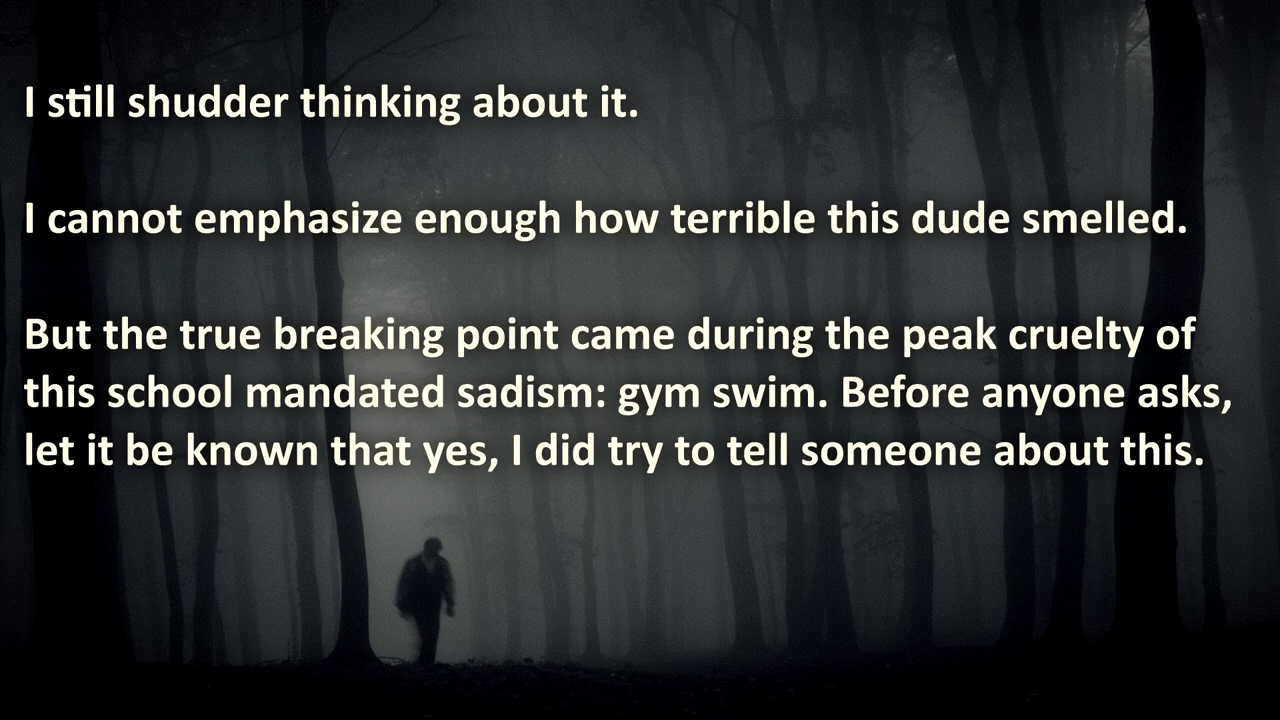 I still shudder thinking about it.
I cannot emphasize enough how terrible this dude smelled.
But the true breaking point came during the peak cruelty of
this school mandated sadism: gym swim. Before anyone asks,
let it be known that yes, I did try to tell someone about this.